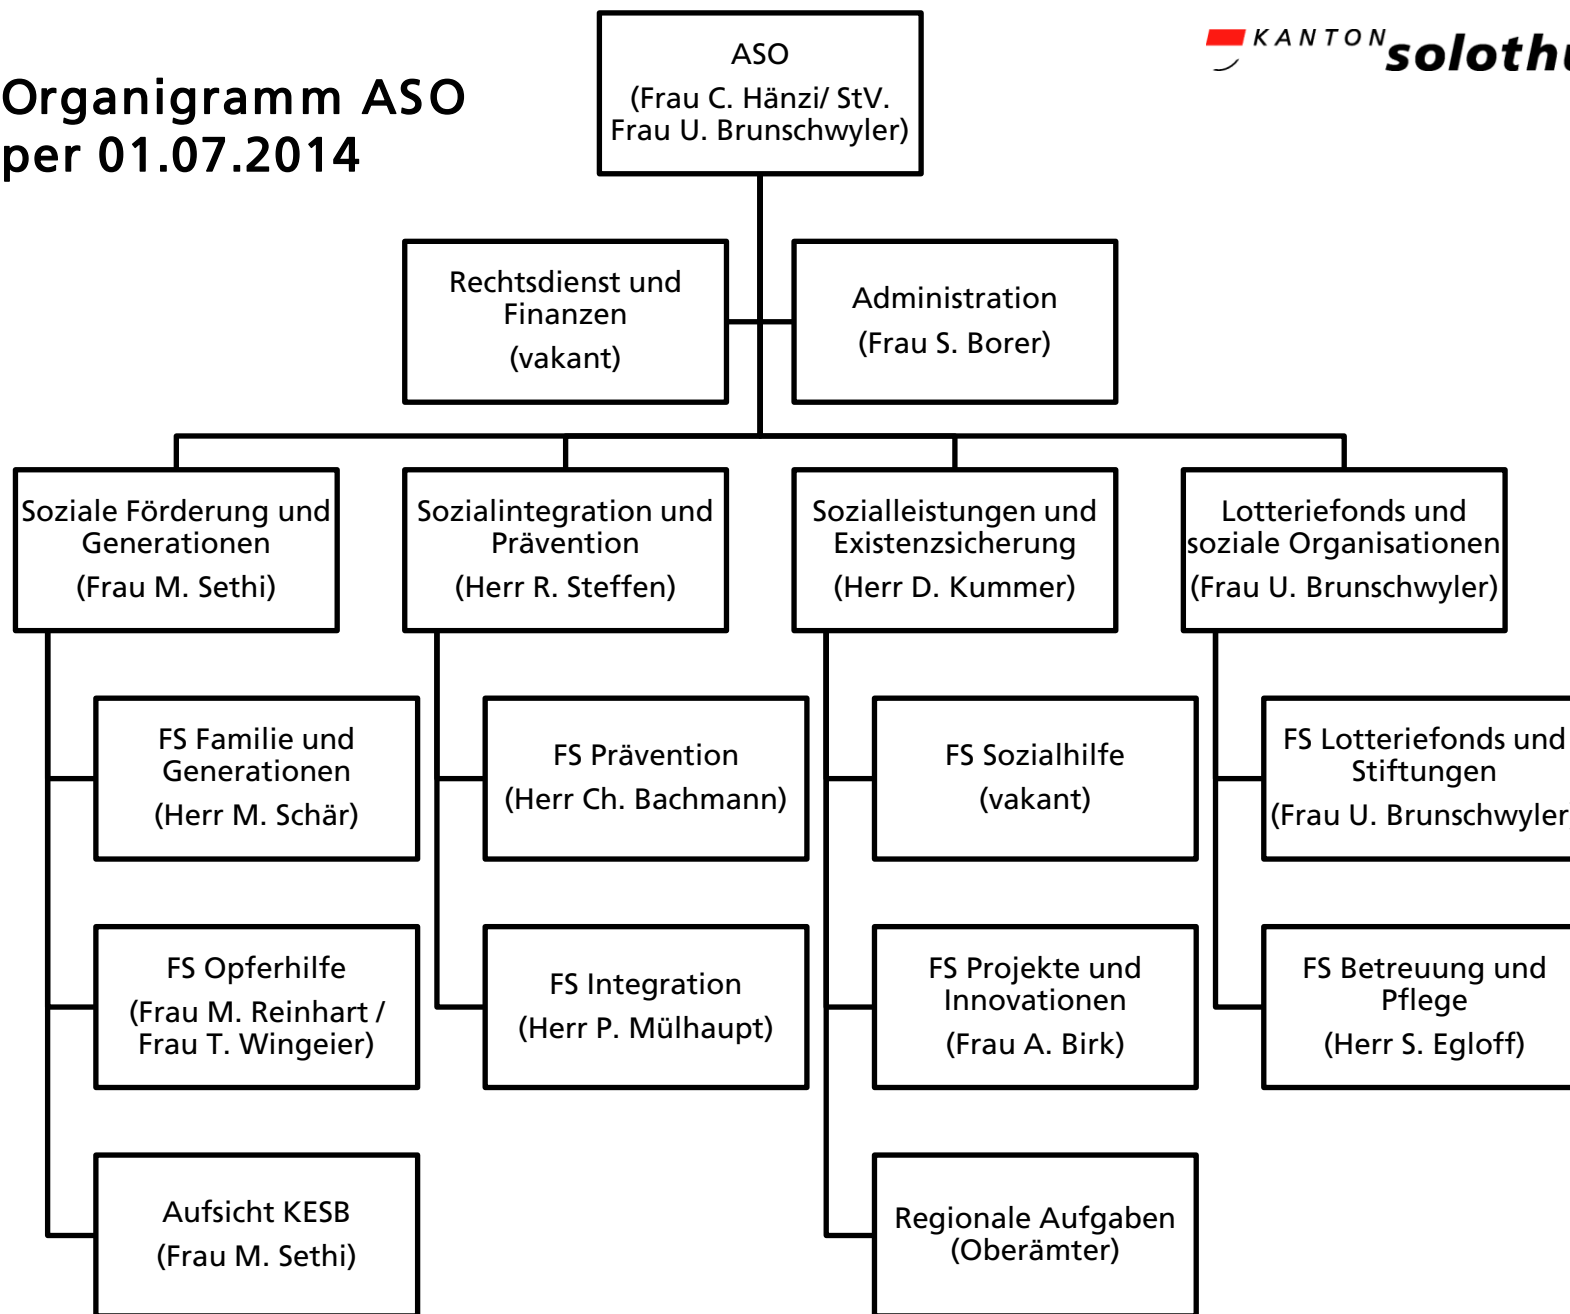 Organigramm ASO
per 01.07.2014
KANTON solothu
ASO
(Frau C. Hänzi/ StV.
Frau U. Brunschwyler)
Rechtsdienst und
Finanzen
(vakant)
Administration
(Frau S. Borer)
Soziale Förderung und
Generationen
(Frau M. Sethi)
Sozialintegration und
Prävention
(Herr R. Steffen)
Sozialleistungen und
Existenzsicherung
(Herr D. Kummer)
Lotteriefonds und
soziale Organisationen
(Frau U. Brunschwyler)
FS Familie und
Generationen
(Herr M. Schär)
FS Prävention
(Herr Ch. Bachmann)
FS Sozialhilfe
(vakant)
FS Lotteriefonds und
Stiftungen
(Frau U. Brunschwyler)
FS Opferhilfe
(Frau M. Reinhart /
Frau T. Wingeier)
FS Integration
(Herr P. Mülhaupt)
FS Projekte und
Innovationen
(Frau A. Birk)
FS Betreuung und
Pflege
(Herr S. Egloff)
Aufsicht KESB
(Frau M. Sethi)
Regionale Aufgaben
(Oberämter)